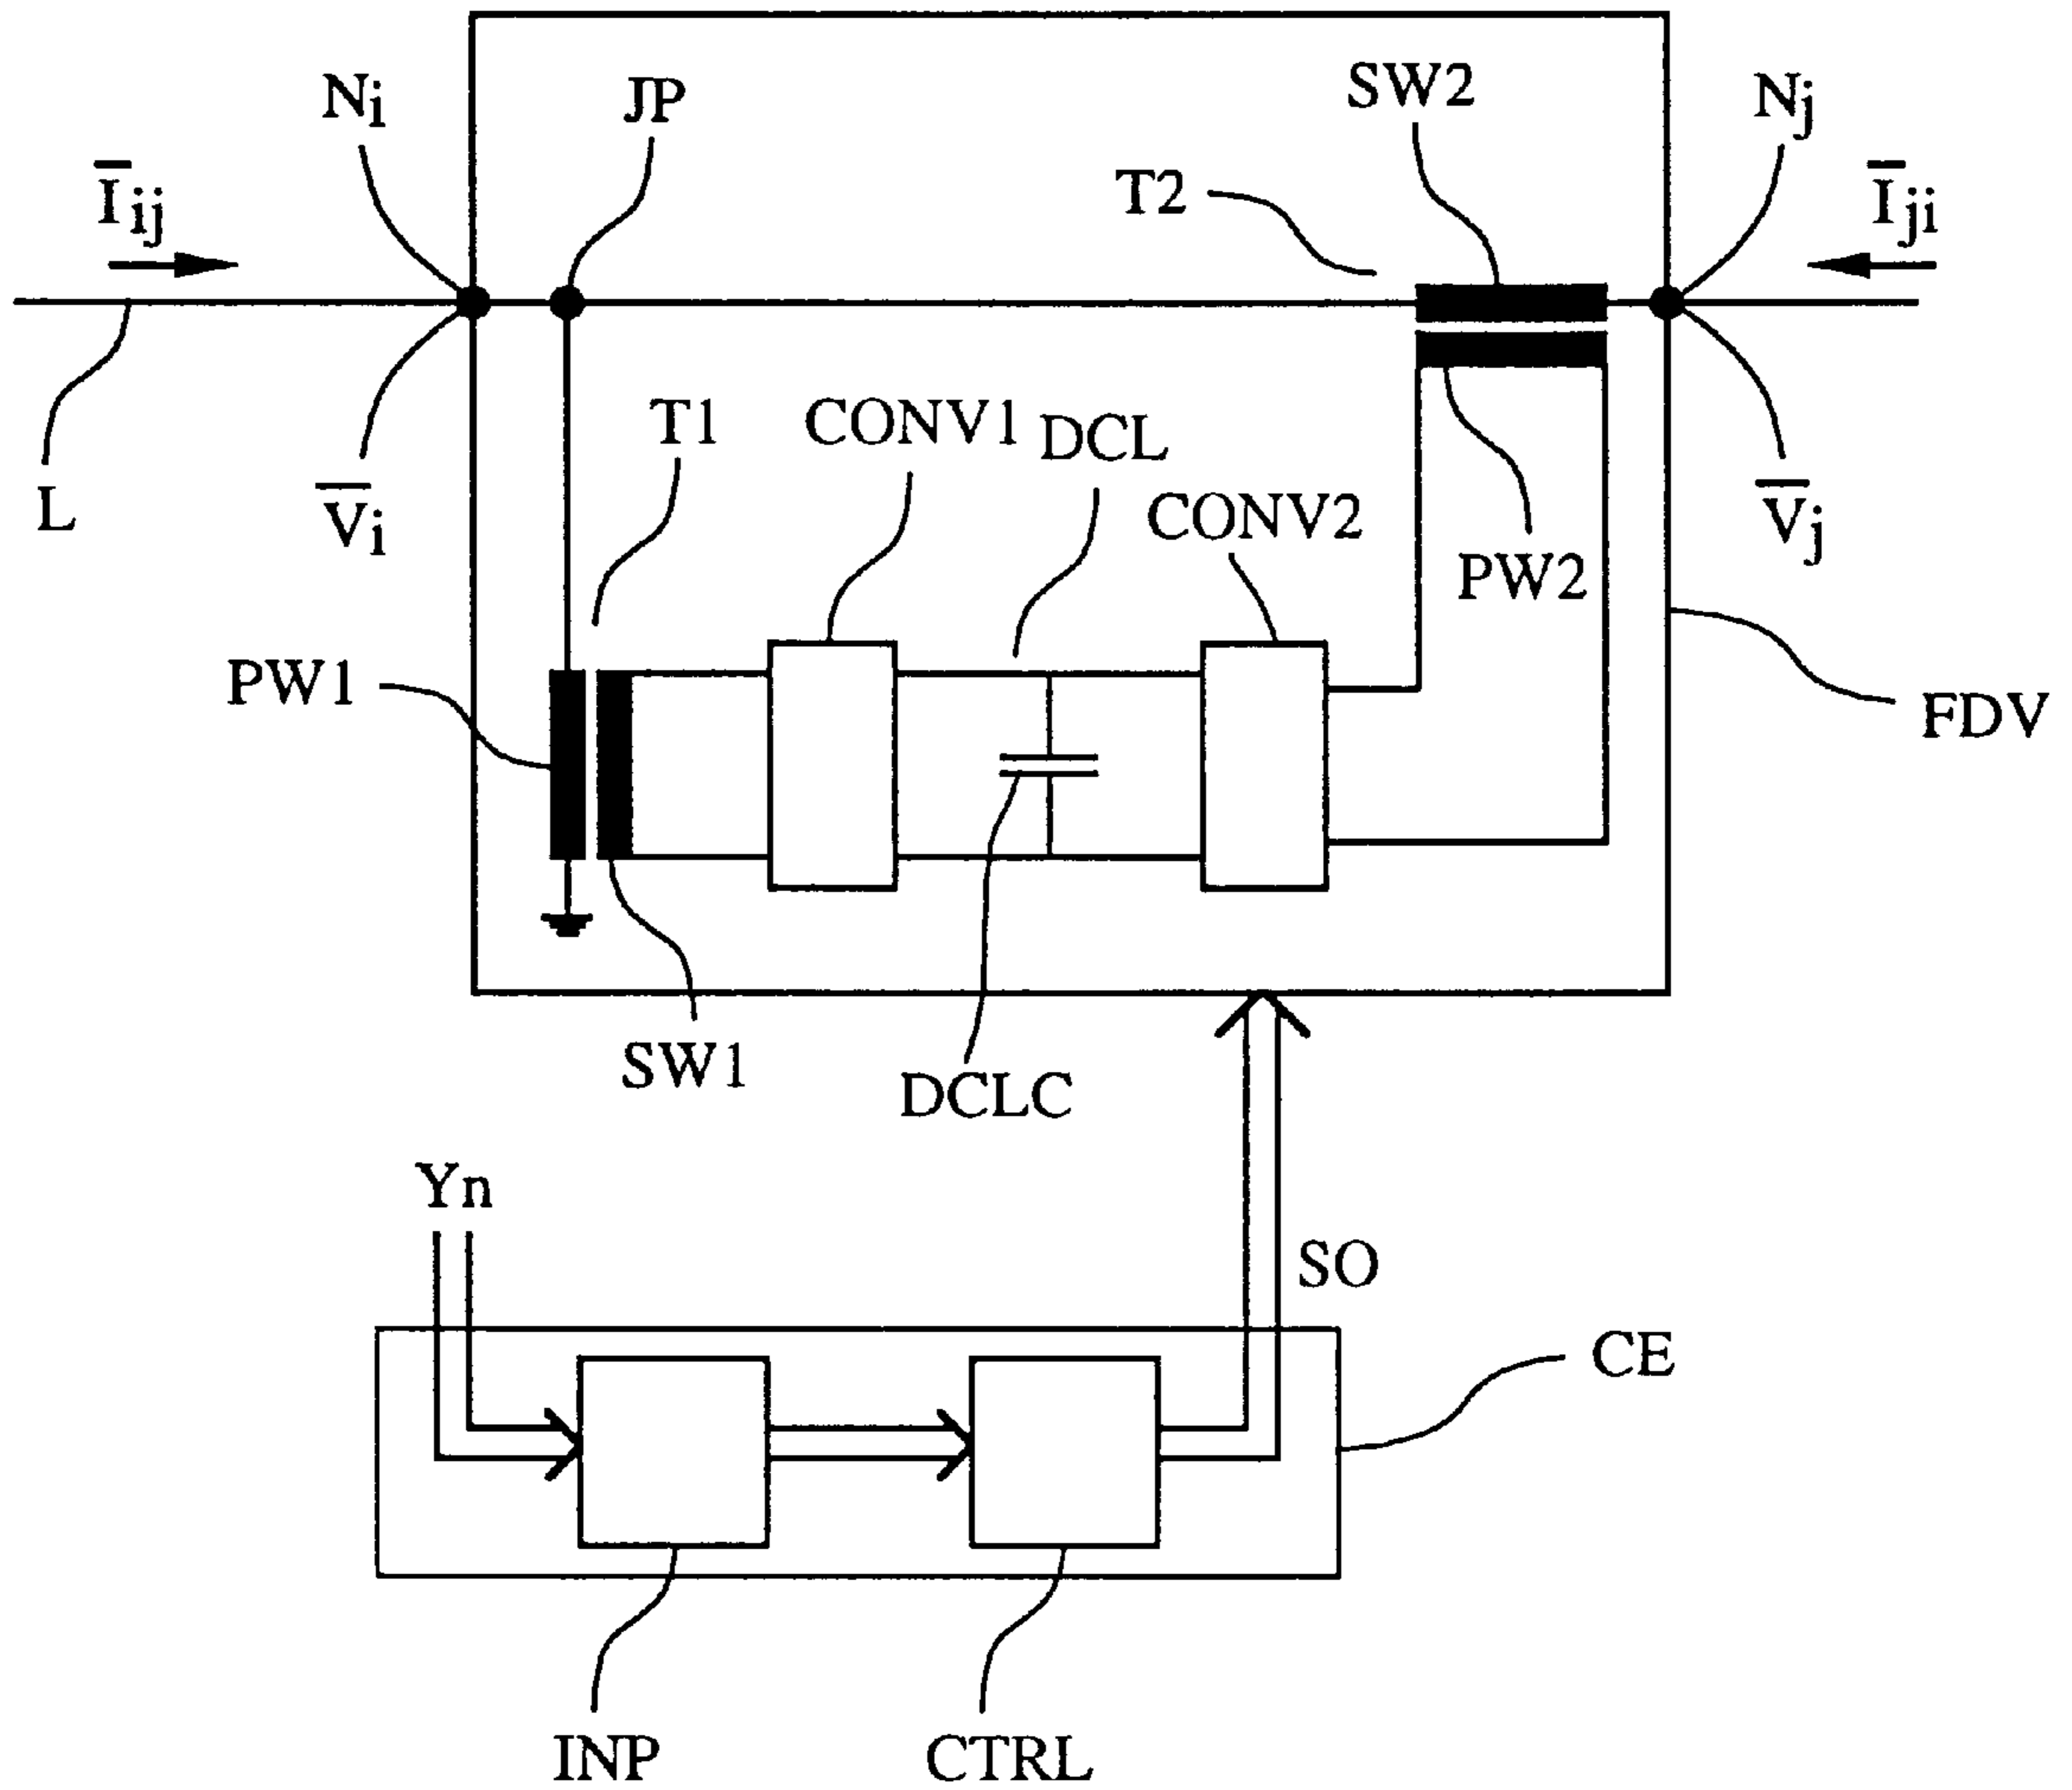 Ni
JP
SW2
Nj
Iij
T2
Iji
T1
CONV1
DCL
L
Vi
CONV2
Vj
PW2
PW1
FDV
SW1
DCLC
Yn
SO
CE
INP
CTRL